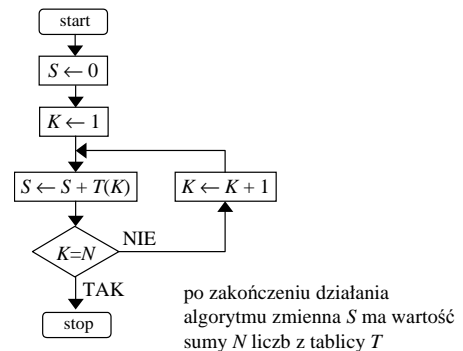 start
S ← 0
K ← 1
S ← S + T(K)
K ← K + 1
K=N
NIE
TAK
stop
po zakończeniu działania
algorytmu zmienna S ma wartość
sumy N liczb z tablicy T